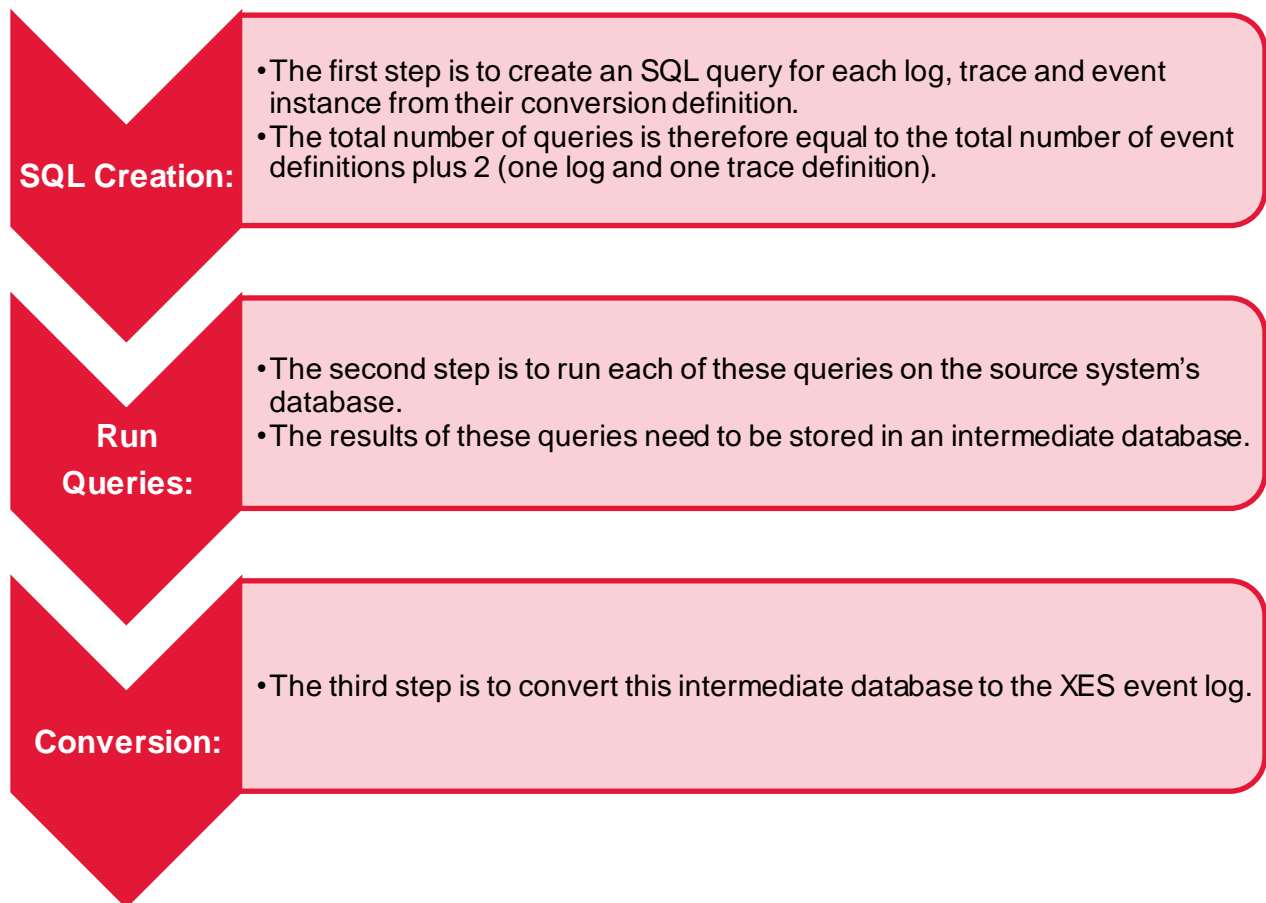 SQL Creation:
•The first step is to create an SQL query for each log, trace and event
instance from their conversion definition.
•The total number of queries is therefore equal to the total number of event
definitions plus 2 (one log and one trace definition).
Run
Queries:
•The second step is to run each of these queries on the source system’s
database.
•The results of these queries need to be stored in an intermediate database.
Conversion:
•The third step is to convert this intermediate database to the XES event log.